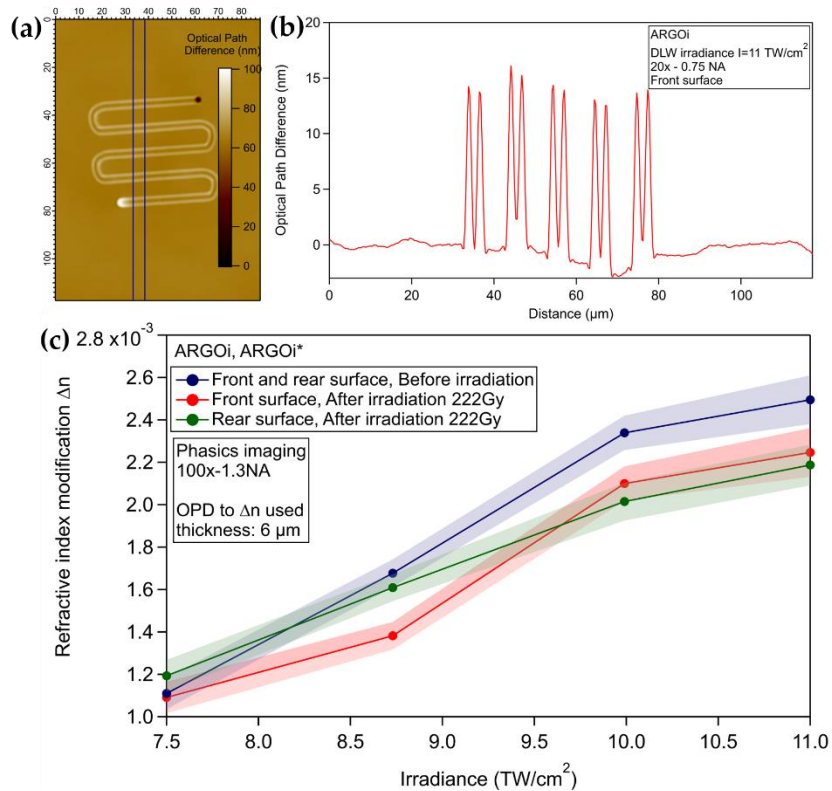 (a)
0 10 20 30 40 50 60 70 80
0
20
40
60
80
100
Optical Path
Difference (nm)
100
80
60
40
20
0
(b)
20
15
10
5
0
Optical Path Difference (nm)
ARGOi
DLW irradiance I=11 TW/cm²
20x - 0.75 NA
Front surface
0 20 40 60 80 100
Distance (µm)
(c)
2.8 x10⁻³
2.6
2.4
2.2
2.0
1.8
1.6
1.4
1.2
1.0
Refractive index modification Δn
ARGOi, ARGOi*
Front and rear surface, Before irradiation
Front surface, After irradiation 222Gy
Rear surface, After irradiation 222Gy
Phasics imaging
100x-1.3NA
OPD to Δn used
thickness: 6 µm
7.5 8.0 8.5 9.0 9.5 10.0 10.5 11.0
Irradiance (TW/cm²)